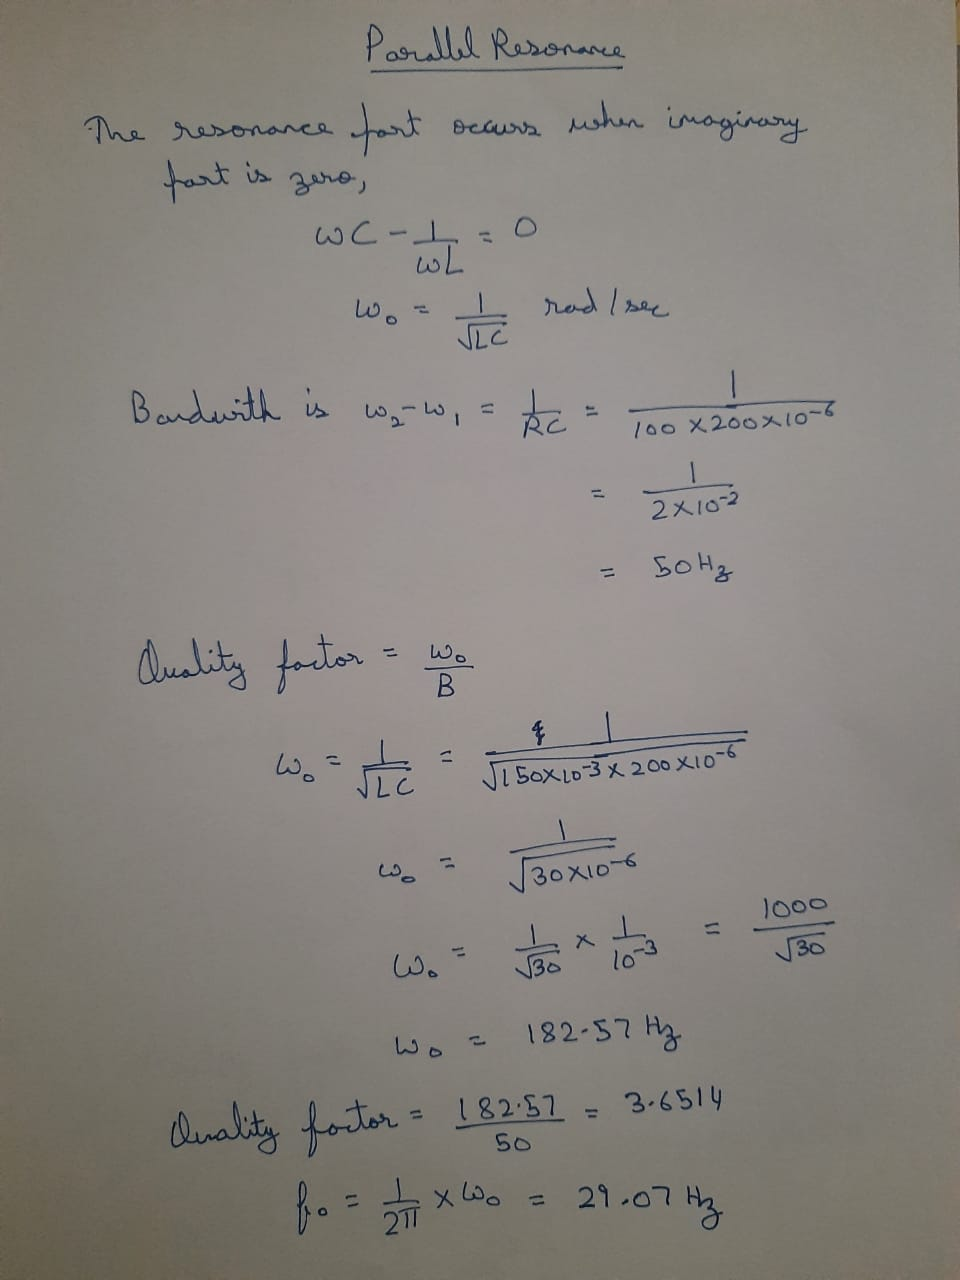 Parallel Resonance
The resonance fart occurs when imaginary
fart is zero,
ωC - 1/ωL = 0
ω₀ = 1/√LC rad/sec
Bandwith is ω₂-ω₁ = 1/RC = 1/(100 × 200 × 10⁻⁶)
= 1/(2×10⁻²)
= 50 Hz
Quality factor = ω₀/B
ω₀ = 1/√LC = 1/√(150×10⁻³ × 200×10⁻⁶)
ω₀ = 1/√(30×10⁻⁶)
ω₀ = 1/√30 × 1/10⁻³ = 1000/√30
ω₀ = 182.57 Hz
Quality factor = 182.57/50 = 3.6514
f₀ = 1/2π × ω₀ = 29.07 Hz